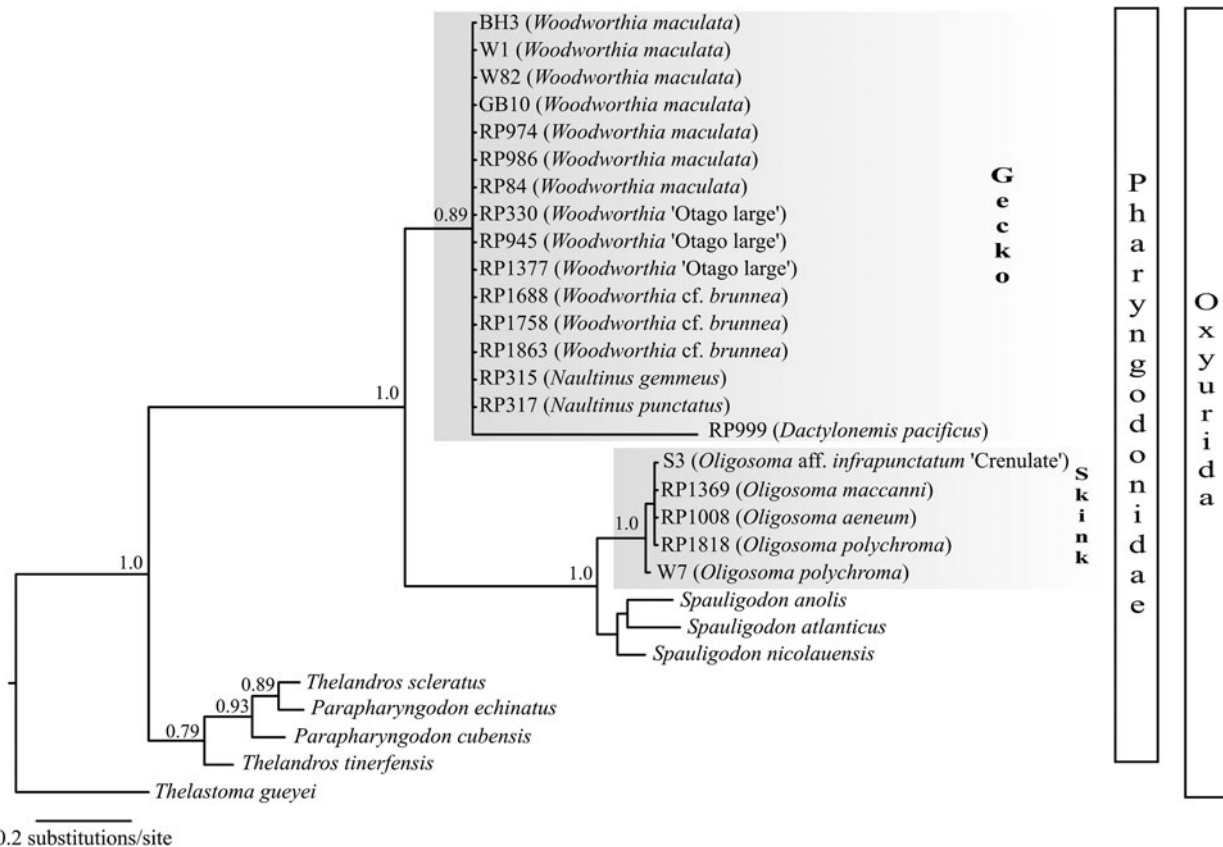 BH3 (Woodworthia maculata)
W1 (Woodworthia maculata)
W82 (Woodworthia maculata)
GB10 (Woodworthia maculata)
RP974 (Woodworthia maculata)
RP986 (Woodworthia maculata)
RP84 (Woodworthia maculata)
0.89
RP330 (Woodworthia 'Otago large')
RP945 (Woodworthia 'Otago large')
RP1377 (Woodworthia 'Otago large')
RP1688 (Woodworthia cf. brunnea)
RP1758 (Woodworthia cf. brunnea)
RP1863 (Woodworthia cf. brunnea)
RP315 (Naultinus gemmeus)
RP317 (Naultinus punctatus)
RP999 (Dactylonemis pacificus)
Gecko
1.0
S3 (Oligosoma aff. infrapunctatum 'Crenulate')
RP1369 (Oligosoma maccanni)
RP1008 (Oligosoma aeneum)
RP1818 (Oligosoma polychroma)
W7 (Oligosoma polychroma)
Skink
1.0
1.0
1.0
Spauligodon anolis
Spauligodon atlanticus
Spauligodon nicolauensis
0.89
Thelandros scleratus
0.93
Parapharyngodon echinatus
0.79
Parapharyngodon cubensis
Thelandros tinerfensis
Thelastoma gueyei
Pharyngodonidae
Oxyurida
0.2 substitutions/site